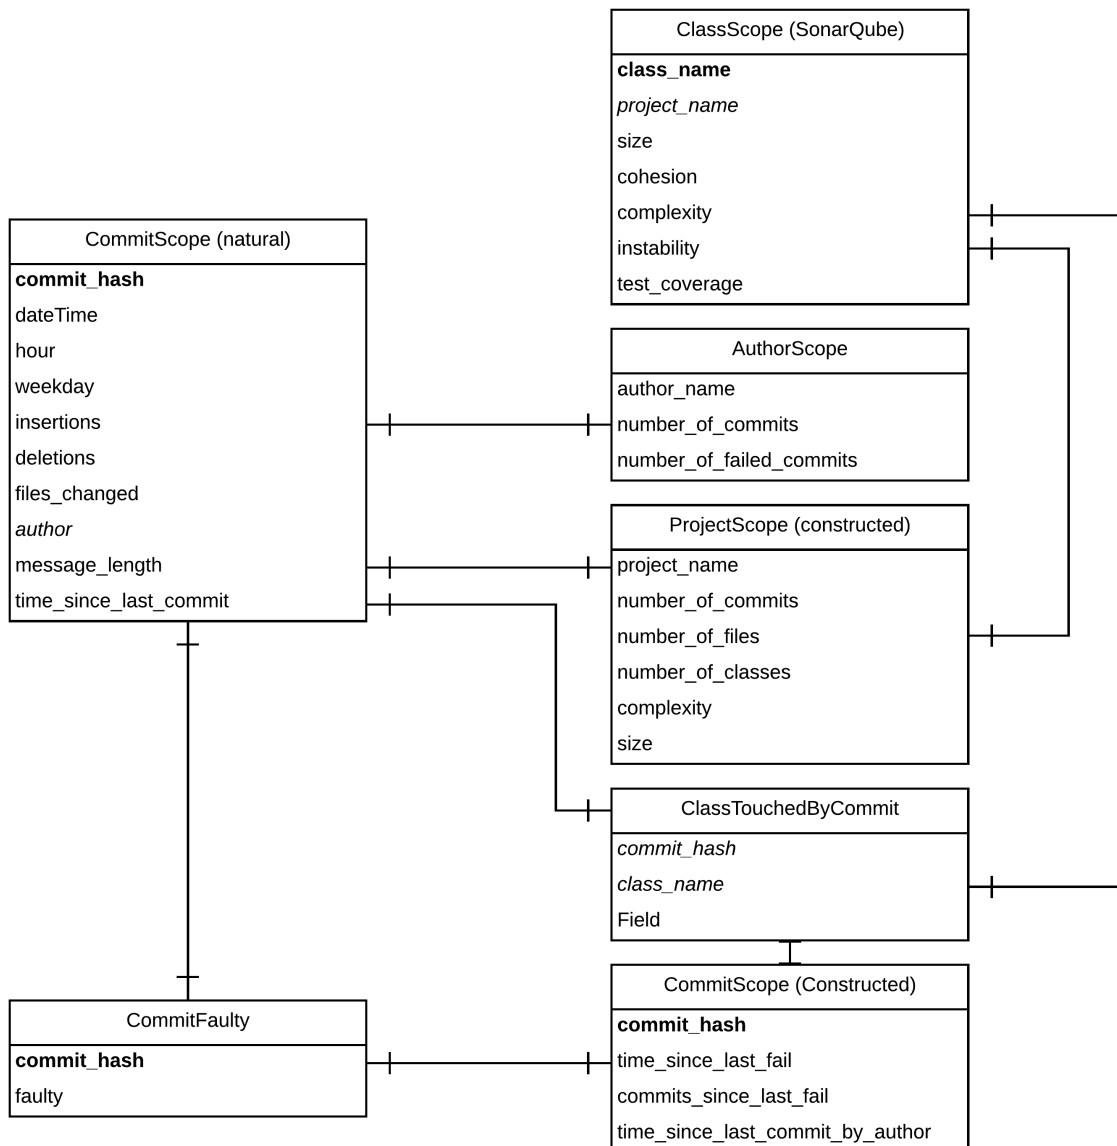 ClassScope (SonarQube)
class_name
project_name
size
cohesion
complexity
instability
test_coverage
CommitScope (natural)
commit_hash
dateTime
hour
weekday
insertions
deletions
files_changed
author
message_length
time_since_last_commit
AuthorScope
author_name
number_of_commits
number_of_failed_commits
ProjectScope (constructed)
project_name
number_of_commits
number_of_files
number_of_classes
complexity
size
ClassTouchedByCommit
commit_hash
class_name
Field
CommitFaulty
commit_hash
faulty
CommitScope (Constructed)
commit_hash
time_since_last_fail
commits_since_last_fail
time_since_last_commit_by_author